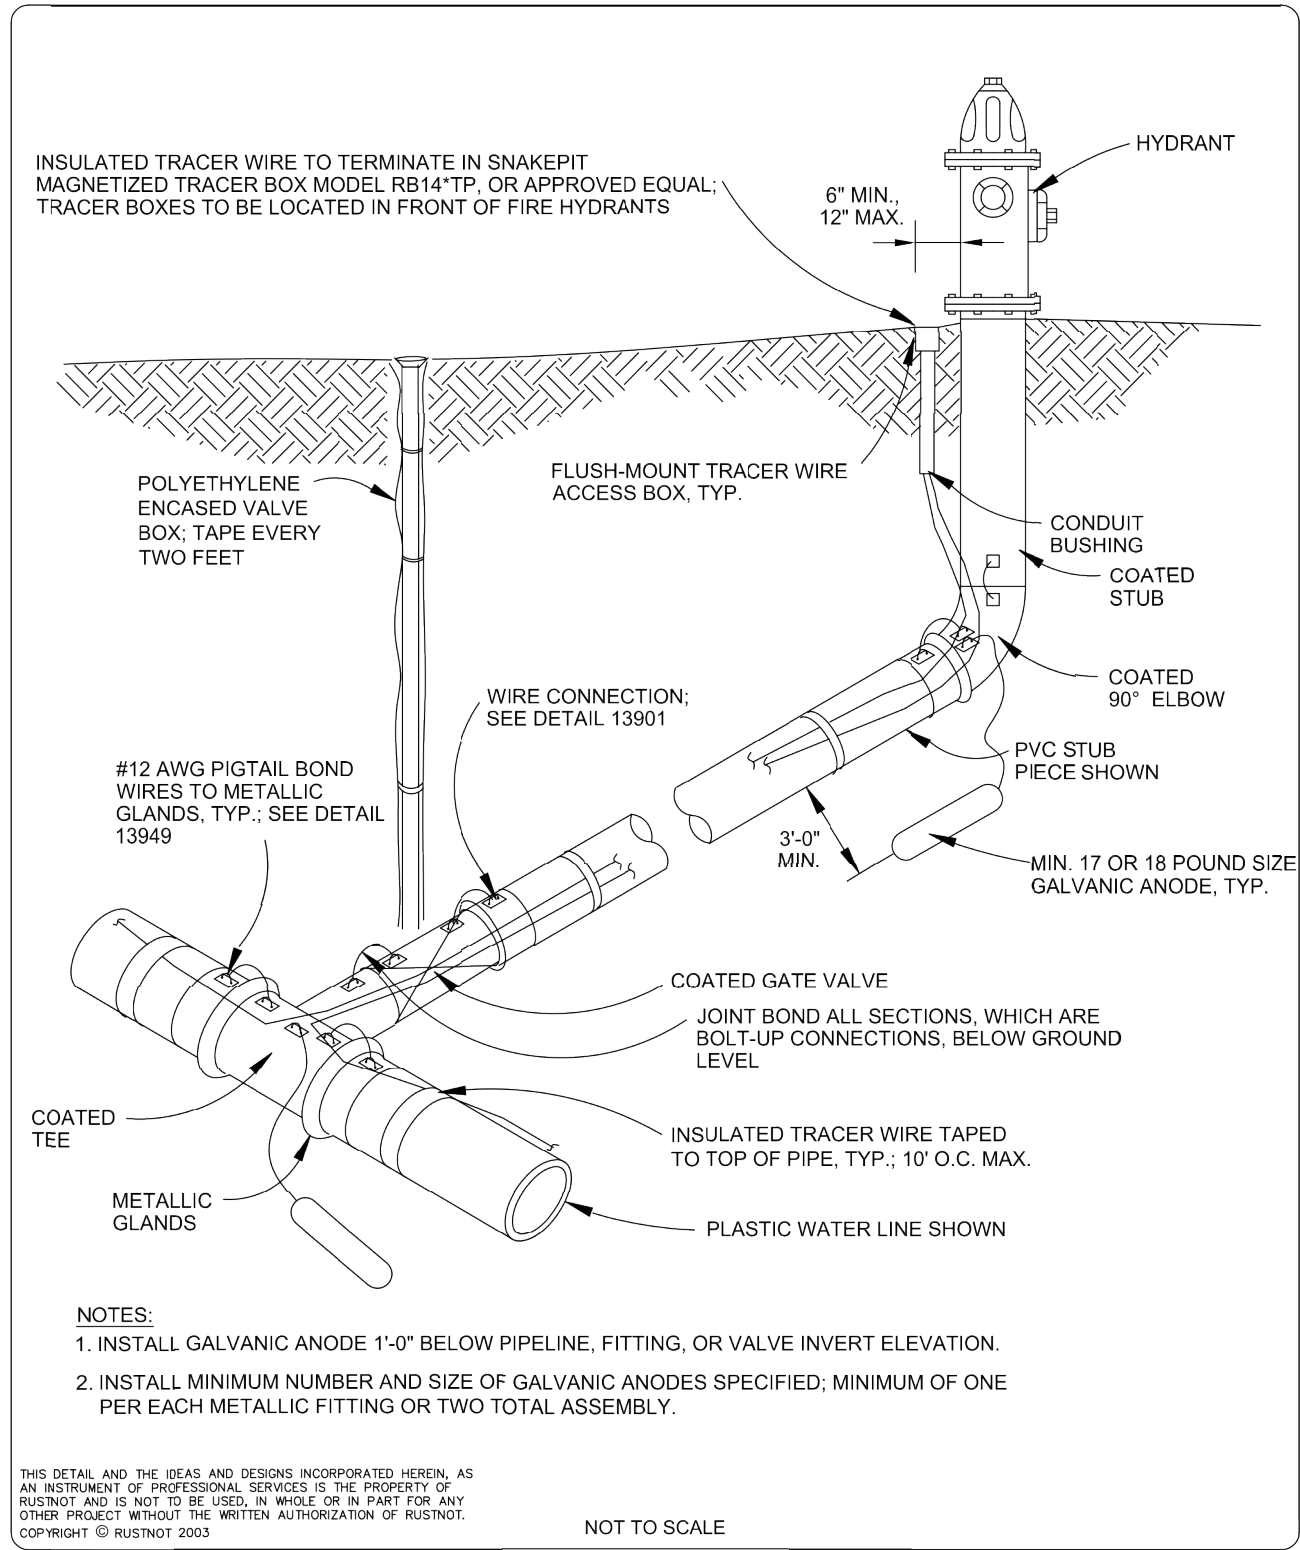 HYDRANT
INSULATED TRACER WIRE TO TERMINATE IN SNAKEPIT
MAGNETIZED TRACER BOX MODEL RB14*TP, OR APPROVED EQUAL;
TRACER BOXES TO BE LOCATED IN FRONT OF FIRE HYDRANTS
6" MIN.,
12" MAX.
FLUSH-MOUNT TRACER WIRE
ACCESS BOX, TYP.
POLYETHYLENE
ENCASED VALVE
BOX; TAPE EVERY
TWO FEET
CONDUIT
BUSHING
COATED
STUB
COATED
90° ELBOW
WIRE CONNECTION;
SEE DETAIL 13901
PVC STUB
PIECE SHOWN
#12 AWG PIGTAIL BOND
WIRES TO METALLIC
GLANDS, TYP.; SEE DETAIL
13949
3'-0"
MIN.
MIN. 17 OR 18 POUND SIZE
GALVANIC ANODE, TYP.
COATED GATE VALVE
JOINT BOND ALL SECTIONS, WHICH ARE
BOLT-UP CONNECTIONS, BELOW GROUND
LEVEL
COATED
TEE
INSULATED TRACER WIRE TAPED
TO TOP OF PIPE, TYP.; 10' O.C. MAX.
METALLIC
GLANDS
PLASTIC WATER LINE SHOWN
NOTES:
1. INSTALL GALVANIC ANODE 1'-0" BELOW PIPELINE, FITTING, OR VALVE INVERT ELEVATION.
2. INSTALL MINIMUM NUMBER AND SIZE OF GALVANIC ANODES SPECIFIED; MINIMUM OF ONE
PER EACH METALLIC FITTING OR TWO TOTAL ASSEMBLY.
THIS DETAIL AND THE IDEAS AND DESIGNS INCORPORATED HEREIN, AS
AN INSTRUMENT OF PROFESSIONAL SERVICES IS THE PROPERTY OF
RUSTNOT AND IS NOT TO BE USED, IN WHOLE OR IN PART FOR ANY
OTHER PROJECT WITHOUT THE WRITTEN AUTHORIZATION OF RUSTNOT.
COPYRIGHT © RUSTNOT 2003
NOT TO SCALE